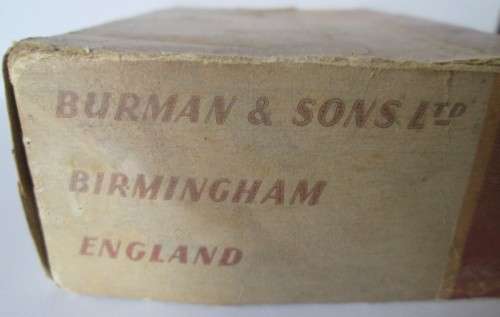 BURMAN & SONS LTD
BIRMINGHAM
ENGLAND